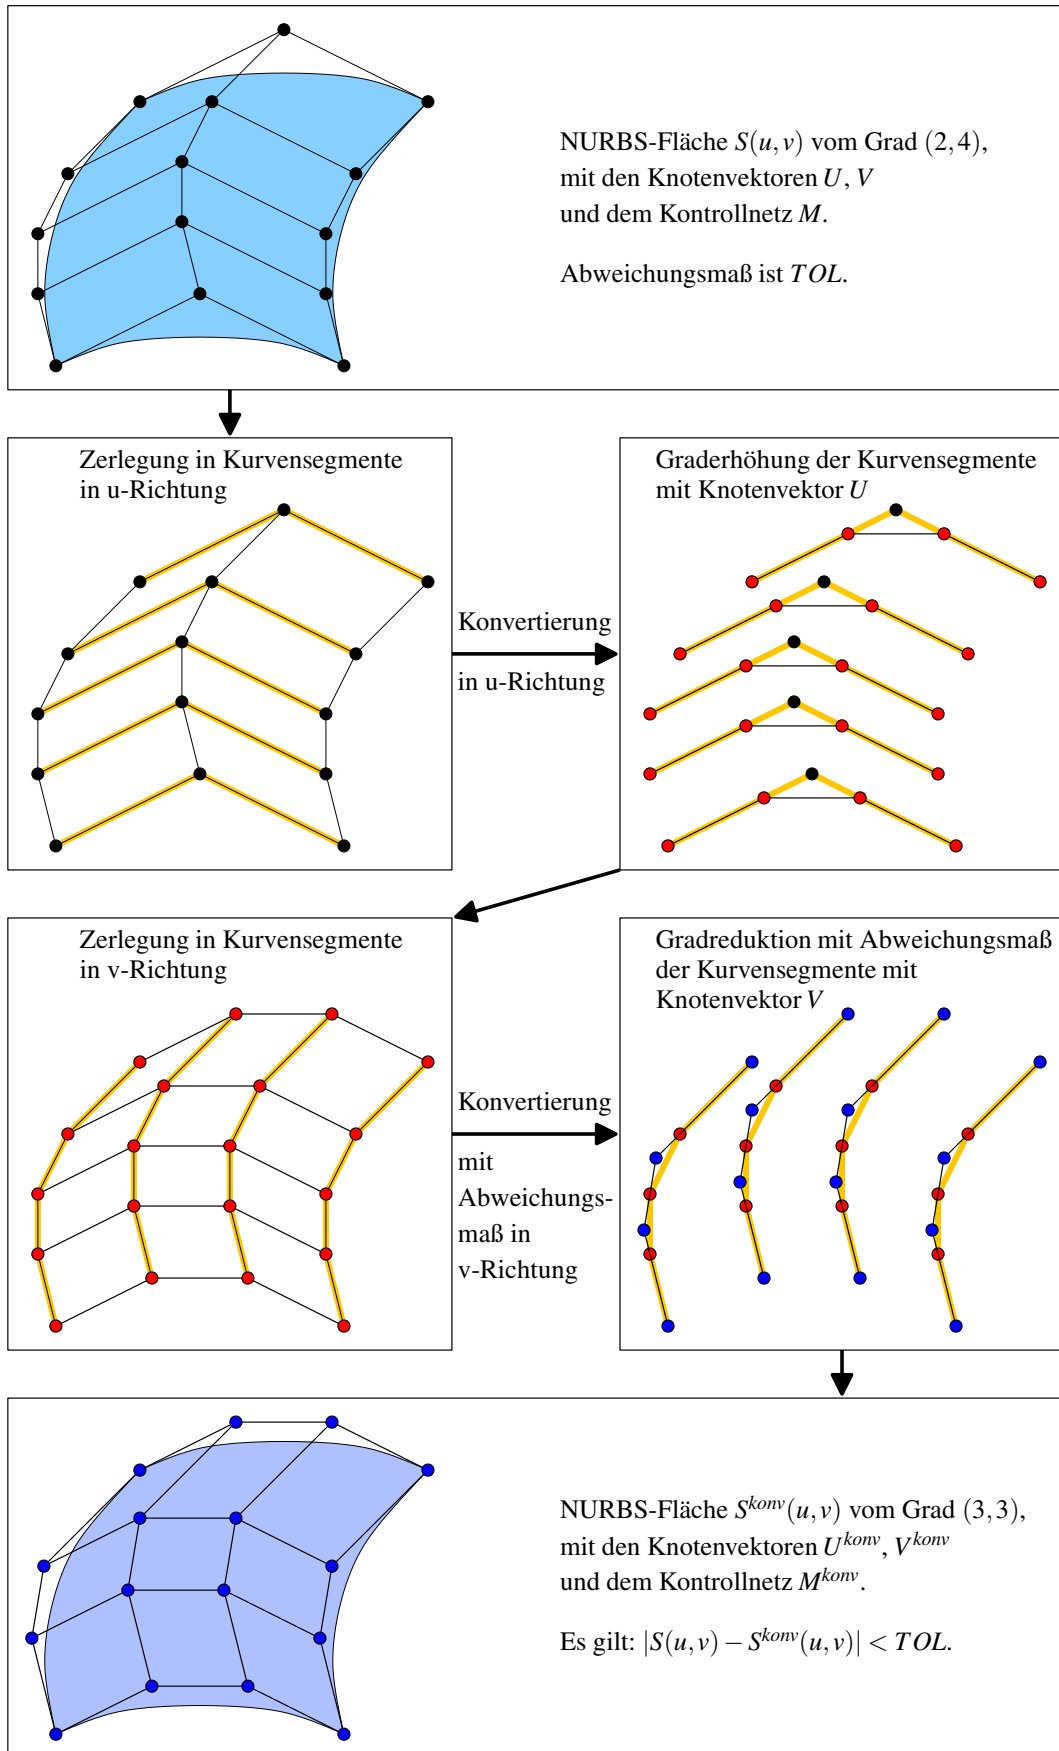 NURBS-Fläche S(u,v) vom Grad (2,4),
mit den Knotenvektoren U, V
und dem Kontrollnetz M.
Abweichungsmaß ist TOL.
Zerlegung in Kurvensegmente
in u-Richtung
Konvertierung
in u-Richtung
Graderhöhung der Kurvensegmente
mit Knotenvektor U
Zerlegung in Kurvensegmente
in v-Richtung
Konvertierung
mit
Abweichungs-
maß in
v-Richtung
Gradreduktion mit Abweichungsmaß
der Kurvensegmente mit
Knotenvektor V
NURBS-Fläche S^{konv}(u,v) vom Grad (3,3),
mit den Knotenvektoren U^{konv}, V^{konv}
und dem Kontrollnetz M^{konv}.
Es gilt: |S(u,v) − S^{konv}(u,v)| < TOL.